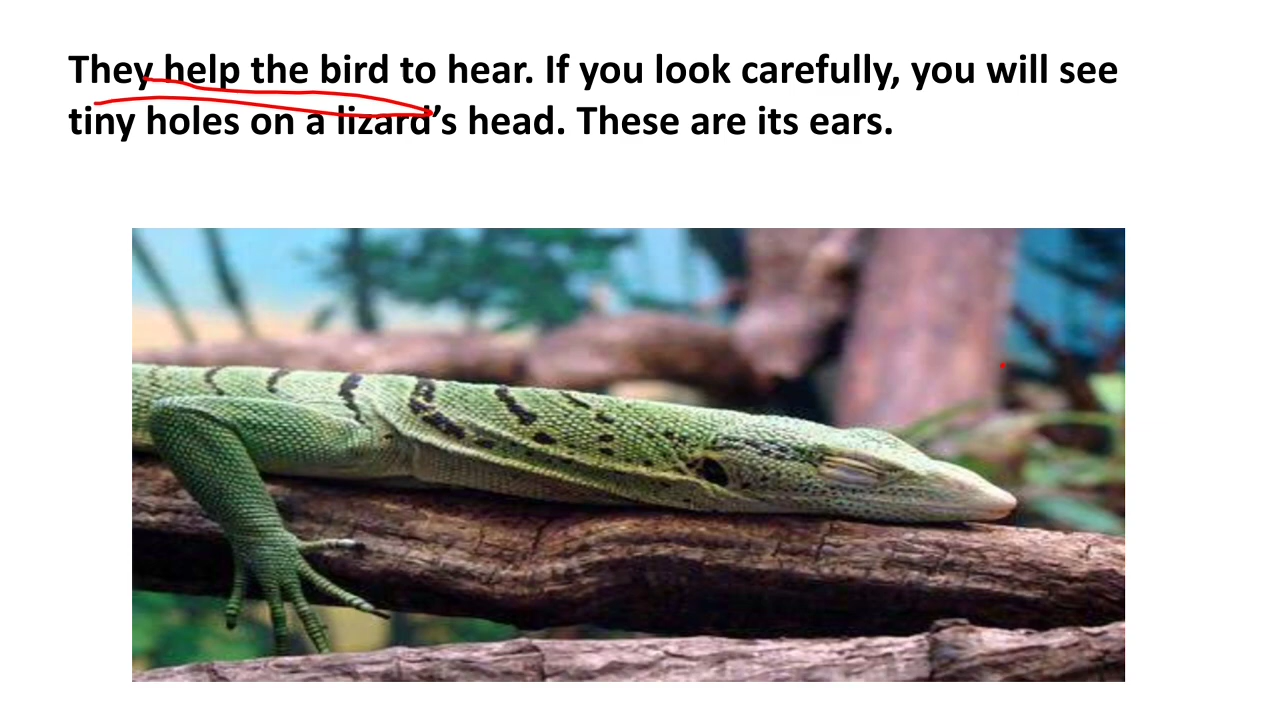 They help the bird to hear. If you look carefully, you will see
tiny holes on a lizard’s head. These are its ears.